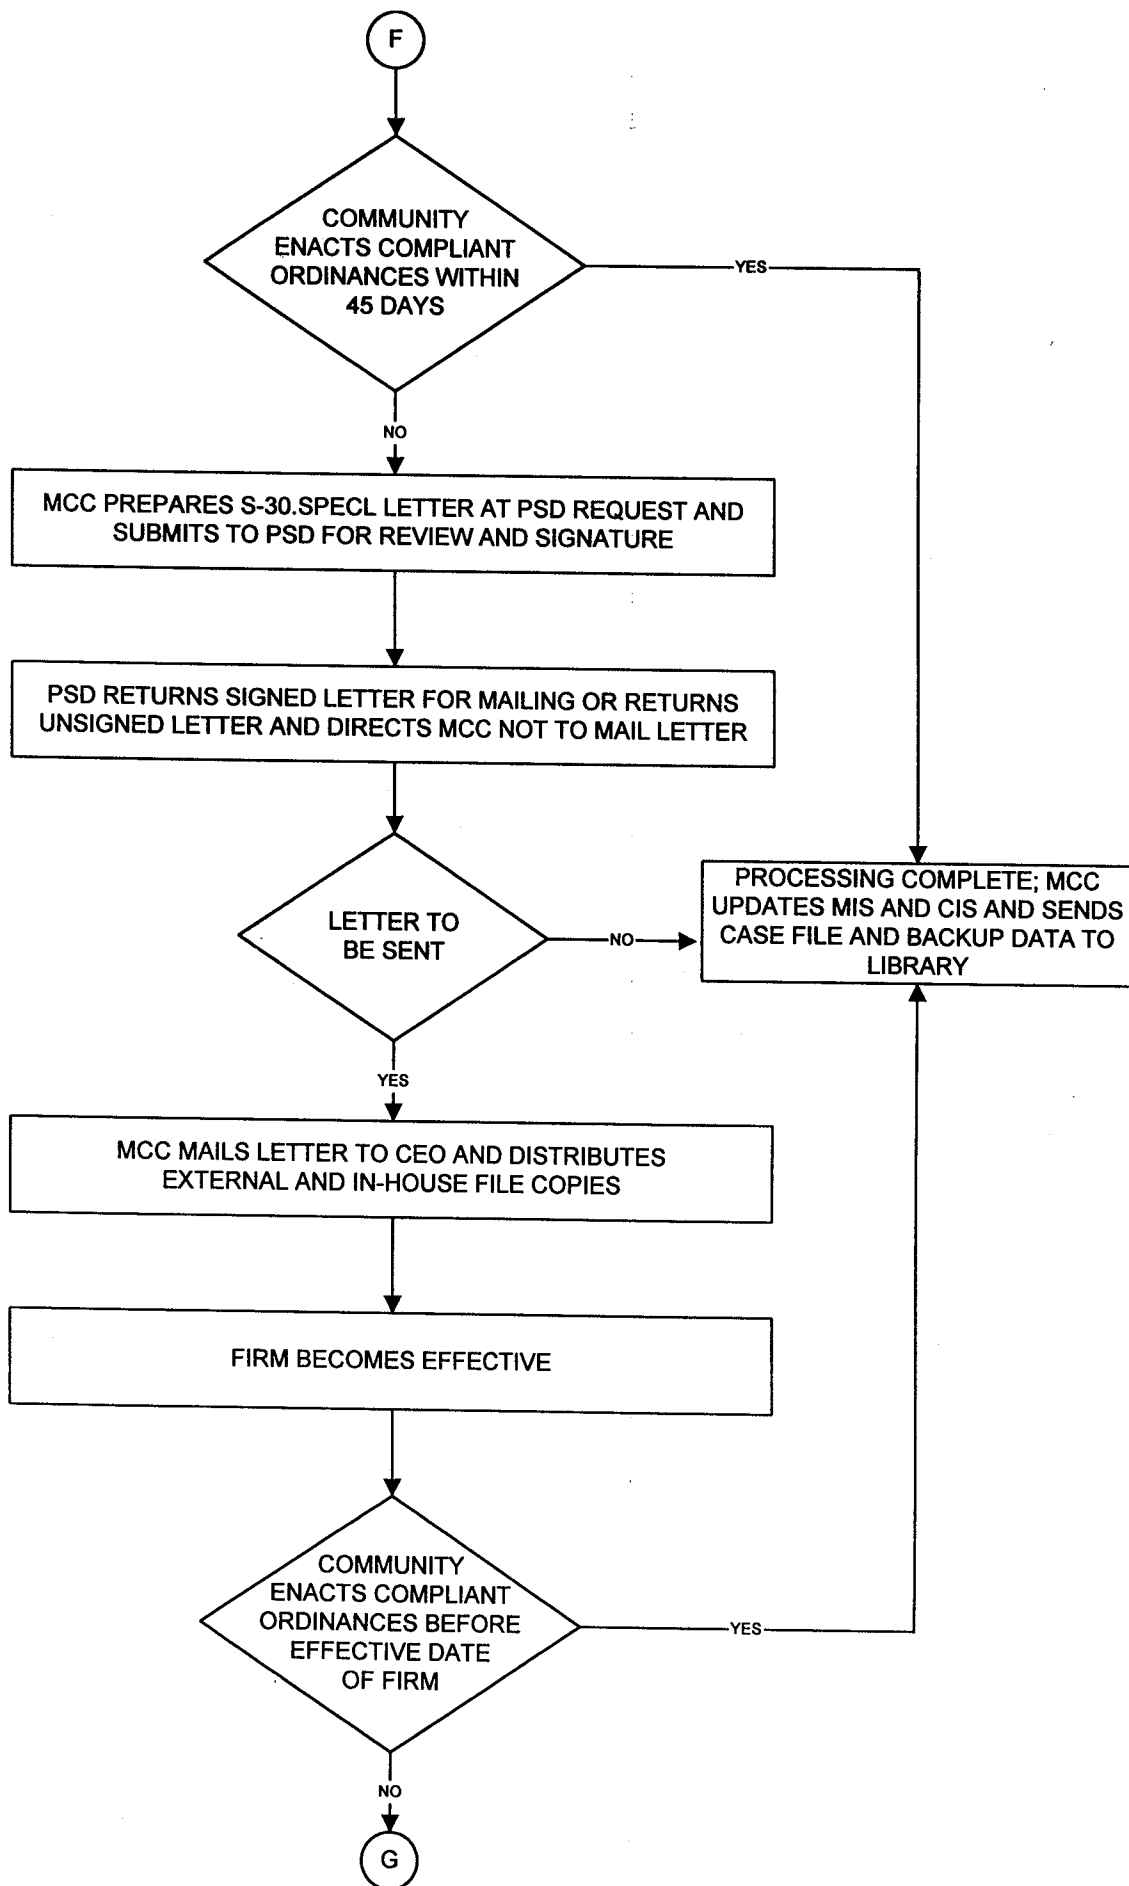 F
COMMUNITY
ENACTS COMPLIANT
ORDINANCES WITHIN
45 DAYS
YES
NO
MCC PREPARES S-30.SPECL LETTER AT PSD REQUEST AND
SUBMITS TO PSD FOR REVIEW AND SIGNATURE
PSD RETURNS SIGNED LETTER FOR MAILING OR RETURNS
UNSIGNED LETTER AND DIRECTS MCC NOT TO MAIL LETTER
LETTER TO
BE SENT
NO
PROCESSING COMPLETE; MCC
UPDATES MIS AND CIS AND SENDS
CASE FILE AND BACKUP DATA TO
LIBRARY
YES
MCC MAILS LETTER TO CEO AND DISTRIBUTES
EXTERNAL AND IN-HOUSE FILE COPIES
FIRM BECOMES EFFECTIVE
COMMUNITY
ENACTS COMPLIANT
ORDINANCES BEFORE
EFFECTIVE DATE
OF FIRM
YES
NO
G